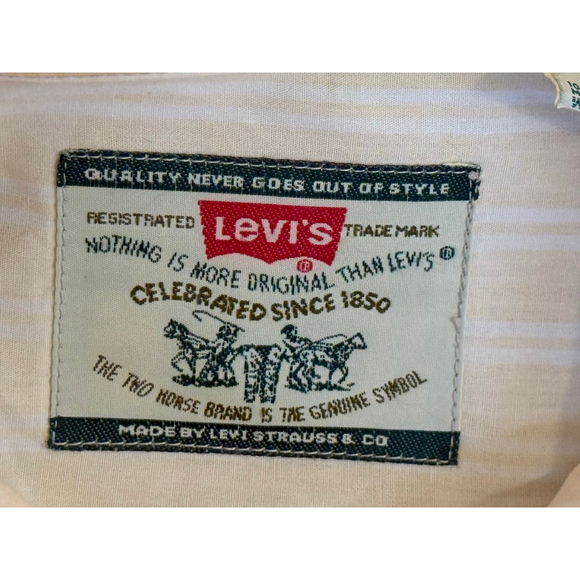 QUALITY NEVER GOES OUT OF STYLE
REGISTRATED LEVI'S ® TRADE MARK
NOTHING IS MORE ORIGINAL THAN LEVI'S ®
CELEBRATED SINCE 1850
THE TWO HORSE BRAND IS THE GENUINE SYMBOL
MADE BY LEVI STRAUSS & CO